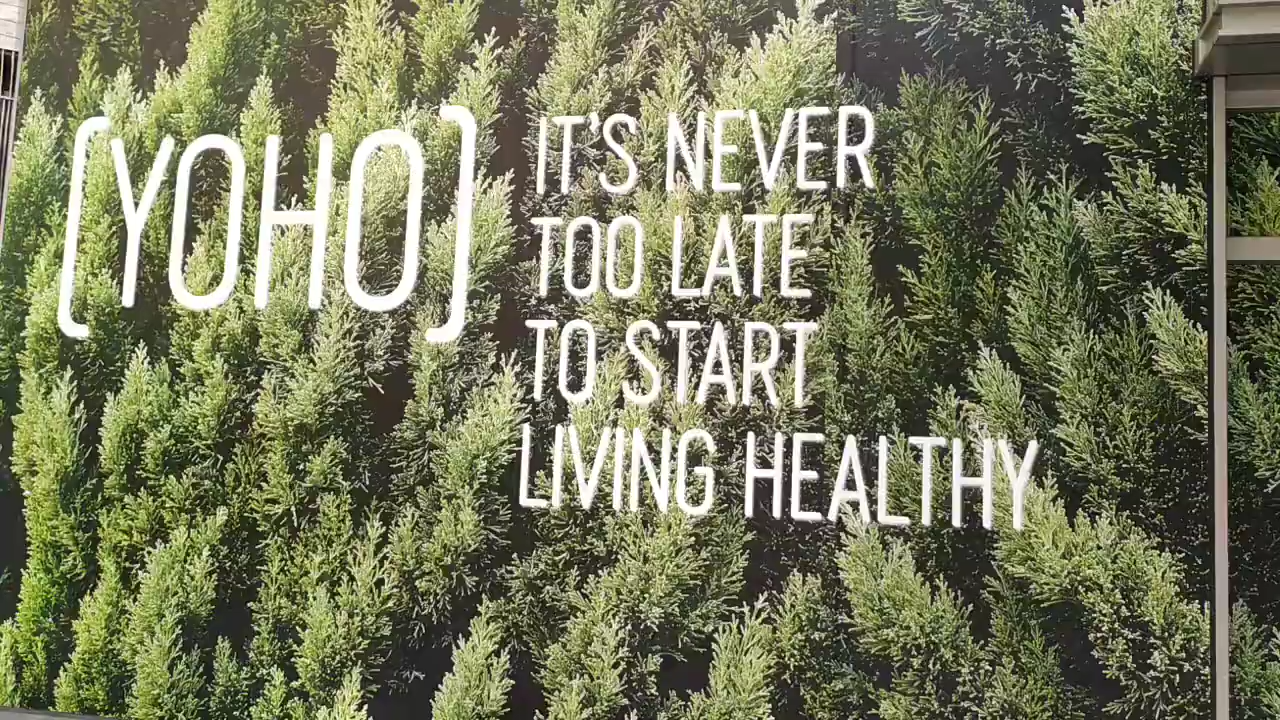 [YOHO]
IT'S NEVER
TOO LATE
TO START
LIVING HEALTHY